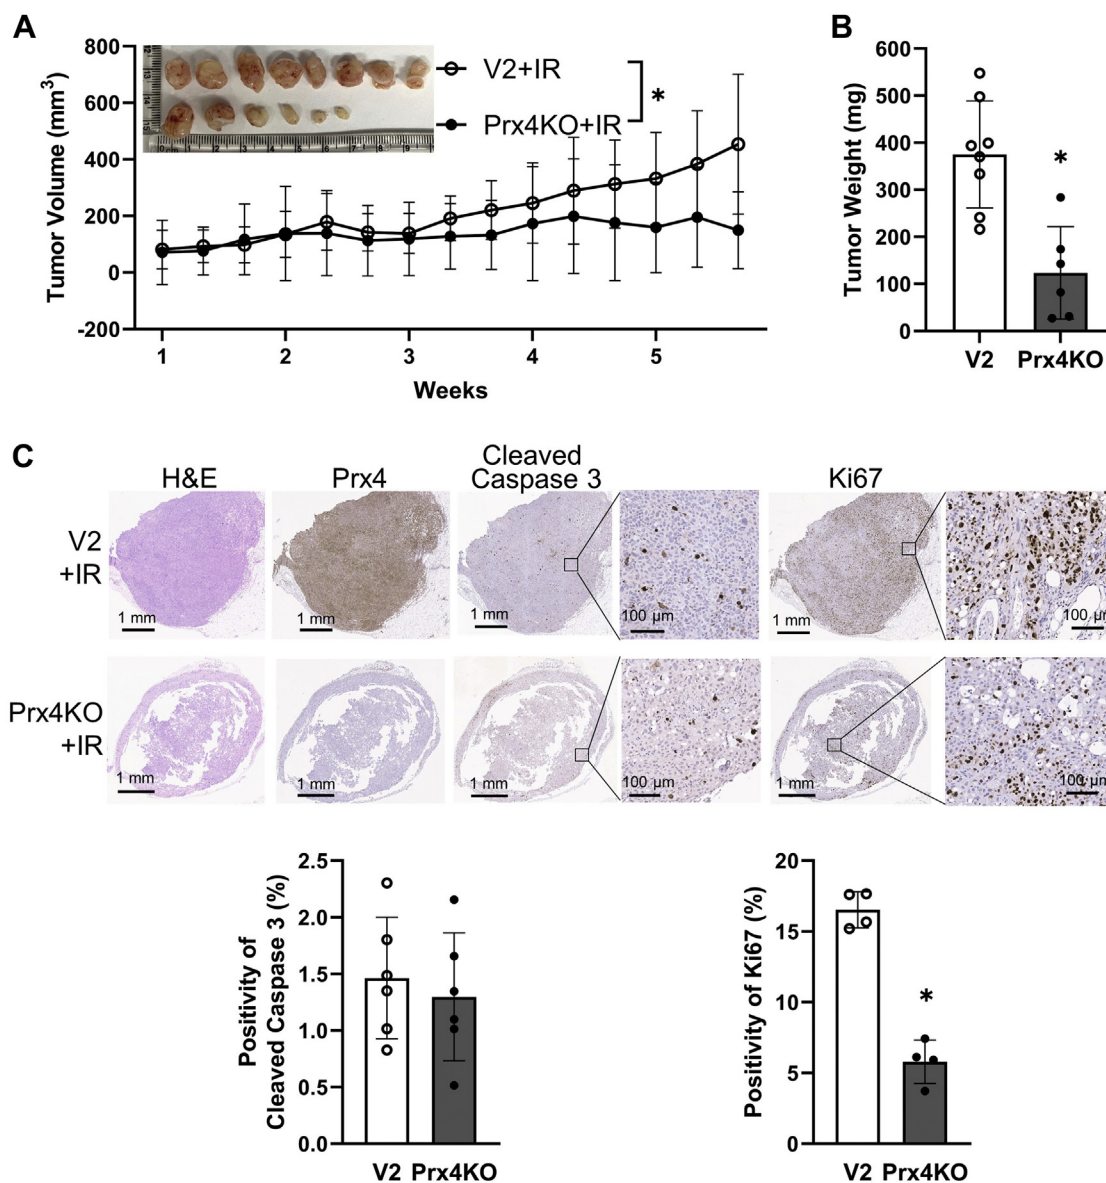 A
Tumor Volume (mm³)
800
600
400
200
0
-200
V2+IR
Prx4KO+IR
*
1 2 3 4 5
Weeks
B
Tumor Weight (mg)
600
500
400
300
200
100
0
*
V2 Prx4KO
C
H&E
Prx4
Cleaved
Caspase 3
Ki67
V2
+IR
1 mm
1 mm
1 mm
100 µm
1 mm
100 µm
Prx4KO
+IR
1 mm
1 mm
1 mm
100 µm
1 mm
100 µm
Positivity of
Cleaved Caspase 3 (%)
2.5
2.0
1.5
1.0
0.5
0.0
V2 Prx4KO
Positivity of Ki67 (%)
20
15
10
5
0
*
V2 Prx4KO